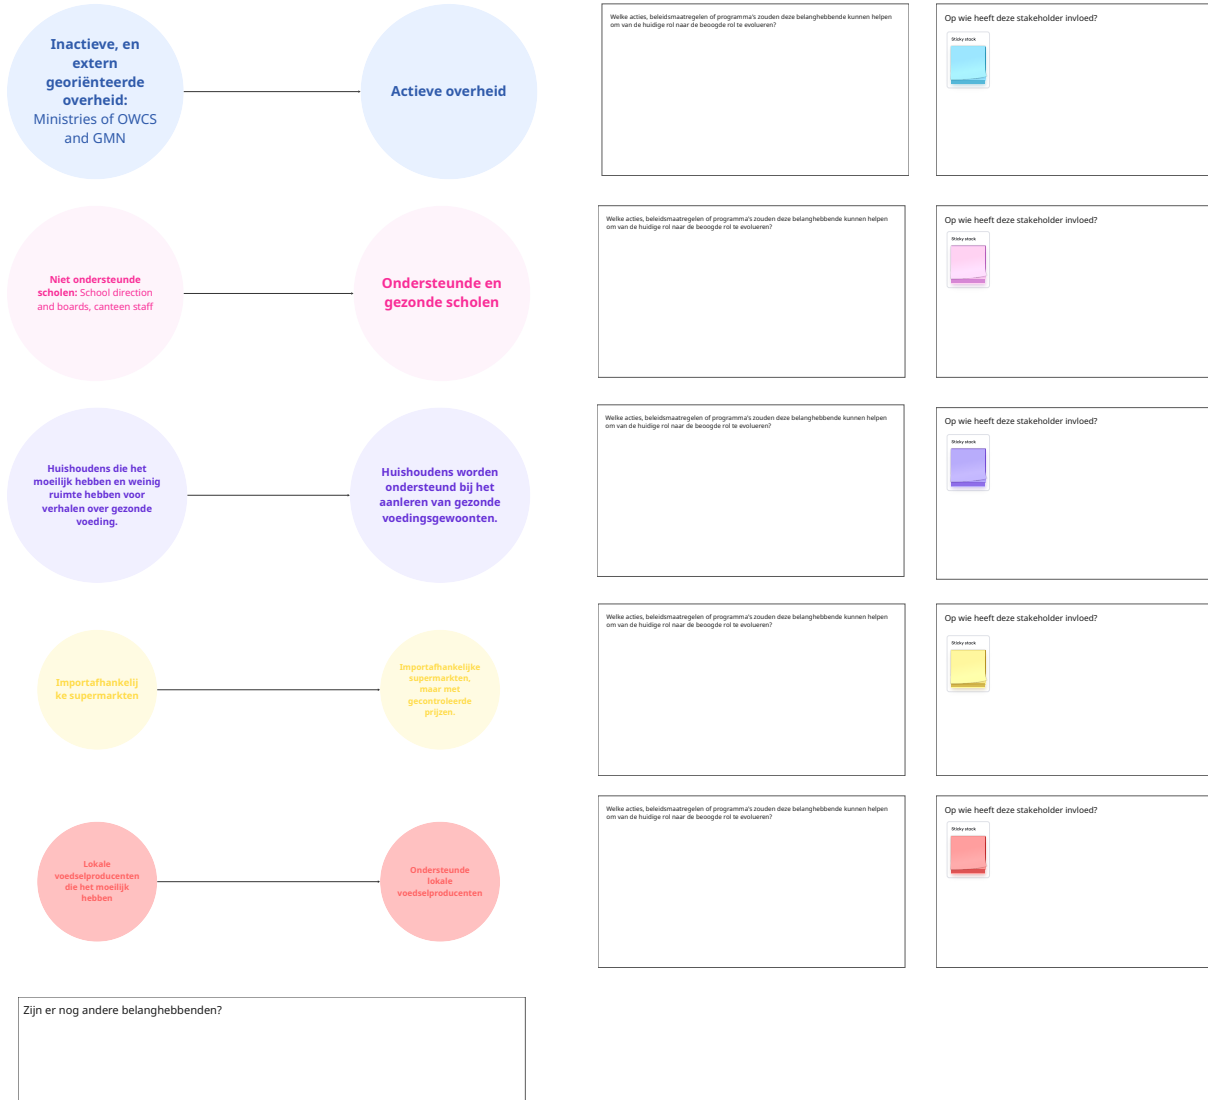 Inactieve, en
extern
georiënteerde
overheid:
Ministries of OWCS
and GMN
Actieve overheid
Welke acties, beleidsmaatregelen of programma's zouden deze belanghebbende kunnen helpen
om van de huidige rol naar de beoogde rol te evolueren?
Op wie heeft deze stakeholder invloed?
Sticky stack
Niet ondersteunde
scholen: School direction
and boards, canteen staff
Ondersteunde en
gezonde scholen
Welke acties, beleidsmaatregelen of programma's zouden deze belanghebbende kunnen helpen
om van de huidige rol naar de beoogde rol te evolueren?
Op wie heeft deze stakeholder invloed?
Sticky stack
Huishoudens die het
moeilijk hebben en weinig
ruimte hebben voor
verhalen over gezonde
voeding.
Huishoudens worden
ondersteund bij het
aanleren van gezonde
voedingsgewoonten.
Welke acties, beleidsmaatregelen of programma's zouden deze belanghebbende kunnen helpen
om van de huidige rol naar de beoogde rol te evolueren?
Op wie heeft deze stakeholder invloed?
Sticky stack
Importafhankelij
ke supermarkten
Importafhankelijke
supermarkten,
maar met
gecontroleerde
prijzen.
Welke acties, beleidsmaatregelen of programma's zouden deze belanghebbende kunnen helpen
om van de huidige rol naar de beoogde rol te evolueren?
Op wie heeft deze stakeholder invloed?
Sticky stack
Lokale
voedselproducenten
die het moeilijk
hebben
Ondersteunde
lokale
voedselproducenten
Welke acties, beleidsmaatregelen of programma's zouden deze belanghebbende kunnen helpen
om van de huidige rol naar de beoogde rol te evolueren?
Op wie heeft deze stakeholder invloed?
Sticky stack
Zijn er nog andere belanghebbenden?